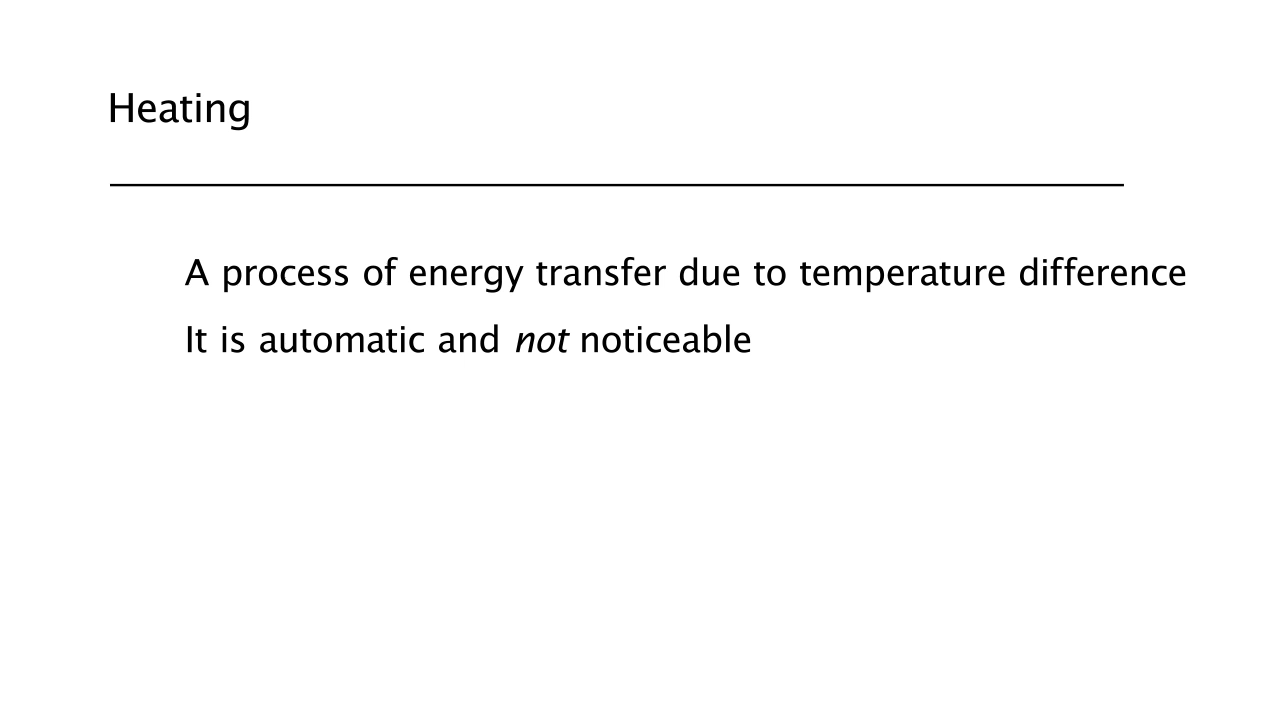 Heating
A process of energy transfer due to temperature difference
It is automatic and not noticeable